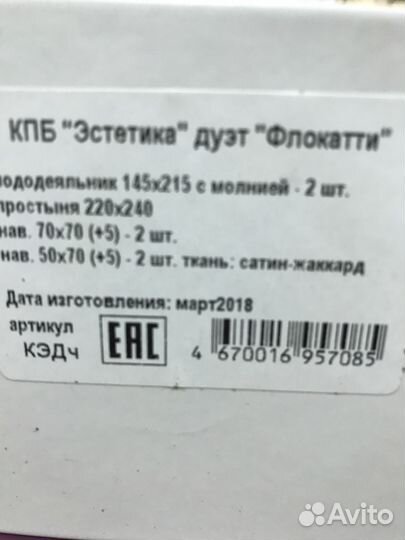 КПБ "Эстетика" дуэт "Флокатти"
пододеяльник 145х215 с молнией - 2 шт.
простыня 220х240
нав. 70х70 (+5) - 2 шт.
нав. 50х70 (+5) - 2 шт. ткань: сатин-жаккард
Дата изготовления: март2018
артикул
КЭДч
ЕАС
4 670016 957085
Avito